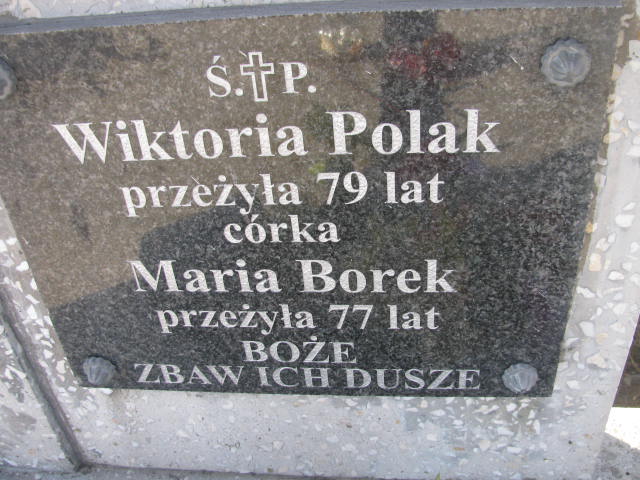 Ś.✝P.
Wiktoria Polak
przeżyła 79 lat
córka
Maria Borek
przeżyła 77 lat
BOŻE
ZBAW ICH DUSZE